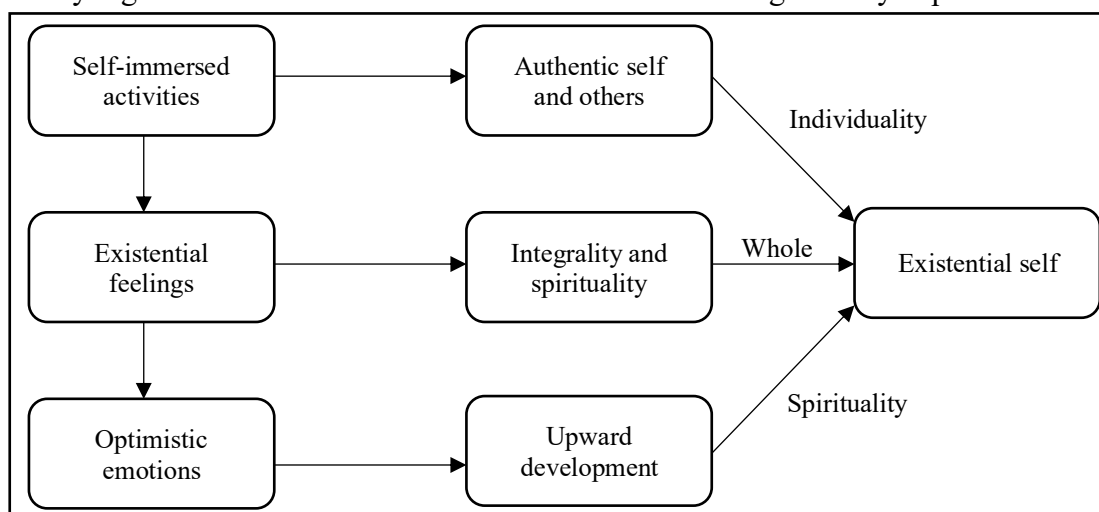 Self-immersed
activities
Authentic self
and others
Individuality
Existential
feelings
Integrality and
spirituality
Whole
Existential self
Optimistic
emotions
Upward
development
Spirituality